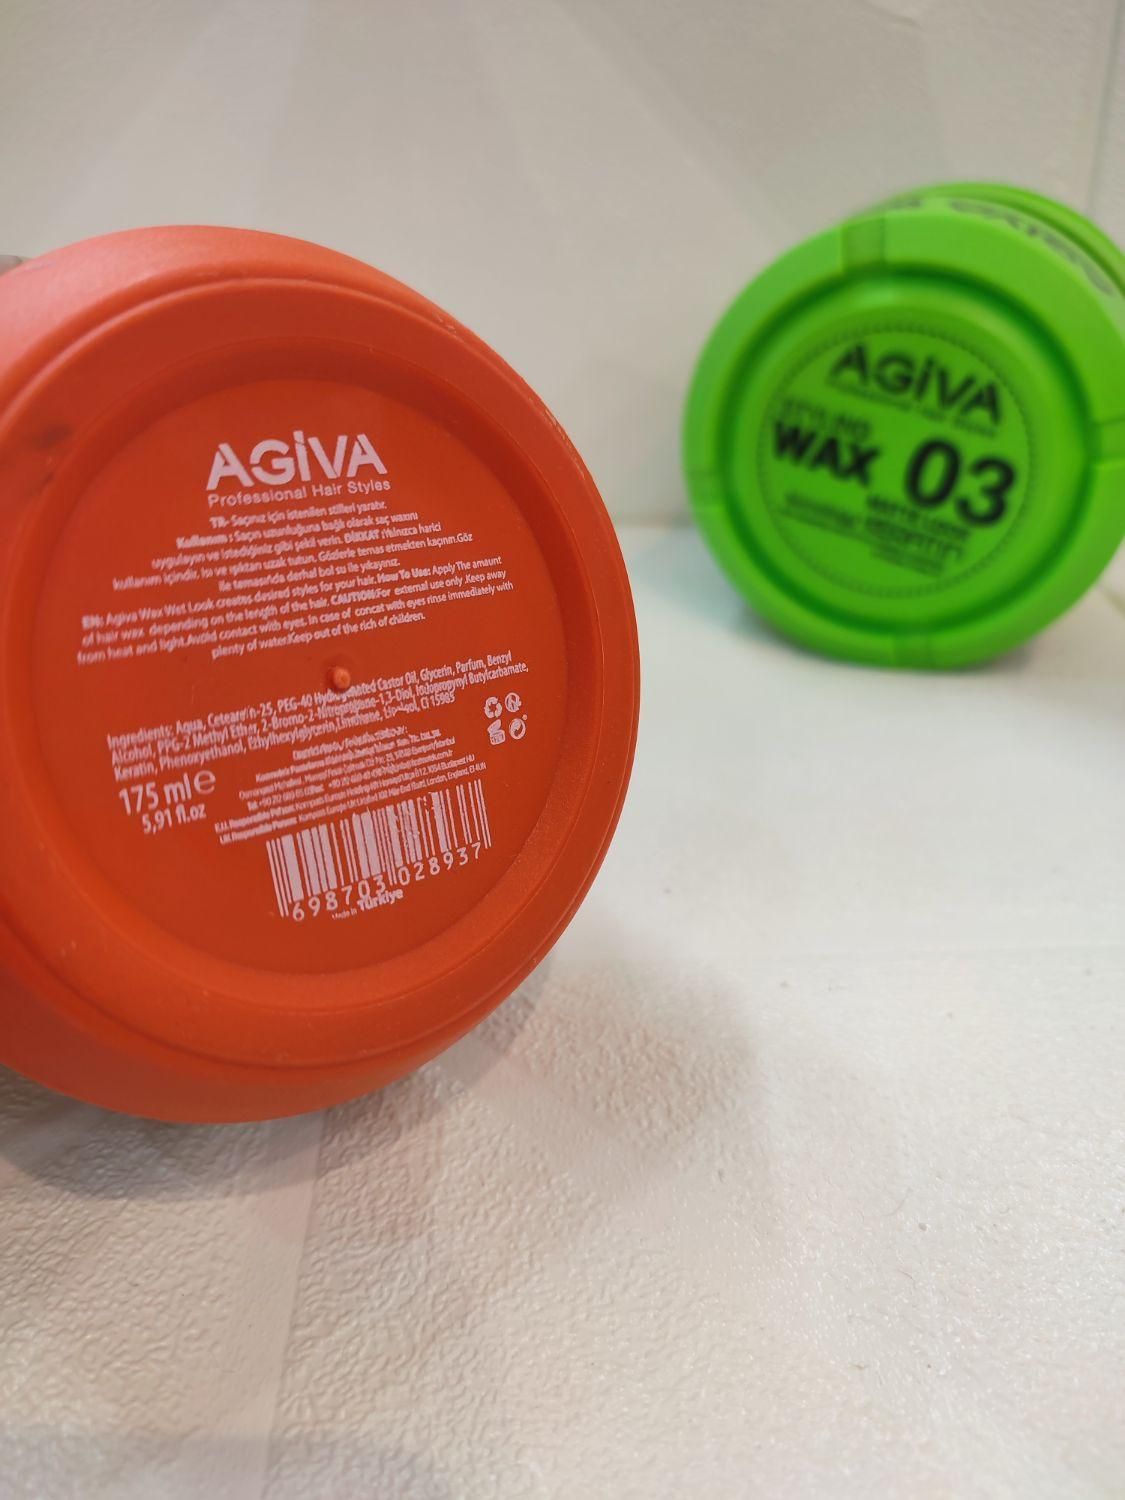 AGiVA
Professional Hair Styles
TR: Saçınız için istenilen stilleri yaratır.
Kullanım : Saçın uzunluğuna bağlı olarak saç waxını
uygulayın ve istediğiniz gibi şekil verin. DİKKAT :Yalnızca harici
kullanım içindir. Isı ve ışıktan uzak tutun. Gözlerle temas etmekten kaçının.Göz
ile temasında derhal bol su ile yıkayınız.
EN: Agiva Wax Wet Look creates desired styles for your hair. How To Use: Apply The amaunt
of hair wax depending on the length of the hair. CAUTION:For external use only .Keep away
from heat and light.Avoid contact with eyes. In case of concat with eyes rinse immediately with
plenty of water.Keep out of the rich of children.
Ingredients: Aqua, Ceteareth-25, PEG-40 Hydrogenated Castor Oil, Glycerin, Parfum, Benzyl
Alcohol, PPG-2 Methyl Ether, 2-Bromo-2-Nitropropane-1,3-Diol, Iodopropynyl Butylcarbamate,
Keratin, Phenoxyethanol, Ethylhexylglycerin,Limonene, CI 15985
175 ml e
5,91 fl.oz
698703 028937
Made in Türkiye
AGiVA
STYLING
WAX 03
MATTE LOOK
KERATIN